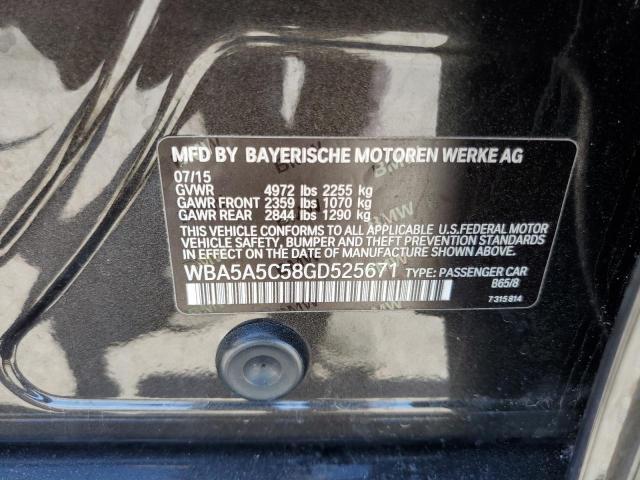 MFD BY BAYERISCHE MOTOREN WERKE AG
07/15
GVWR 4972 lbs 2255 kg
GAWR FRONT 2359 lbs 1070 kg
GAWR REAR 2844 lbs 1290 kg
THIS VEHICLE CONFORMS TO ALL APPLICABLE U.S.FEDERAL MOTOR
VEHICLE SAFETY, BUMPER, AND THEFT PREVENTION STANDARDS IN
EFFECT ON THE DATE OF MANUFACTURE SHOWN ABOVE.
WBA5A5C58GD525671 TYPE: PASSENGER CAR
B65/8
7315814